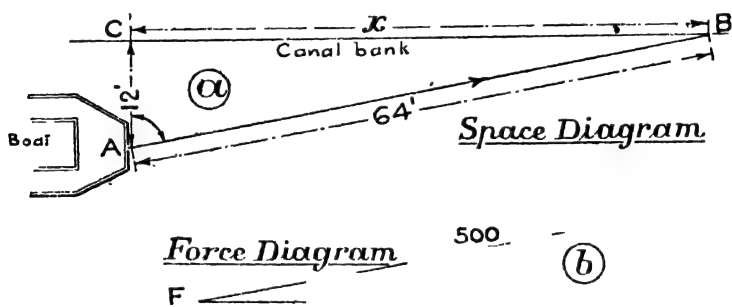 C x B
Canal bank
12'
a
64'
Boat
A
Space Diagram
Force Diagram
500
b
F